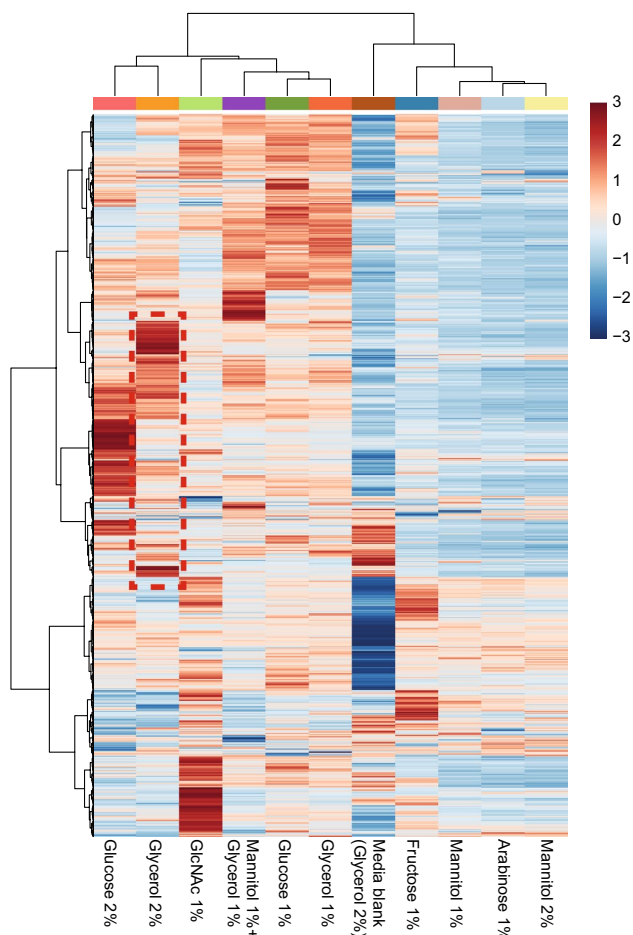 3
2
1
0
−1
−2
−3
Glucose 2%
Glycerol 2%
GlcNAc 1%
Mannitol 1%+
Glycerol 1%
Glucose 1%
Glycerol 1%
Media blank
(Glycerol 2%)
Fructose 1%
Mannitol 1%
Arabinose 1%
Mannitol 2%